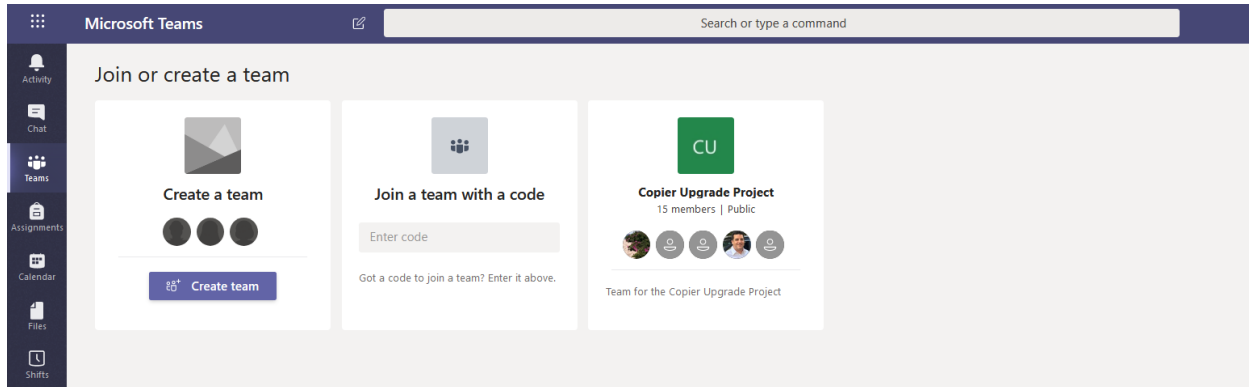 Microsoft Teams
Search or type a command
Activity
Chat
Teams
Assignments
Calendar
Files
Shifts
Join or create a team
Create a team
Create team
Join a team with a code
Enter code
Got a code to join a team? Enter it above.
CU
Copier Upgrade Project
15 members | Public
Team for the Copier Upgrade Project